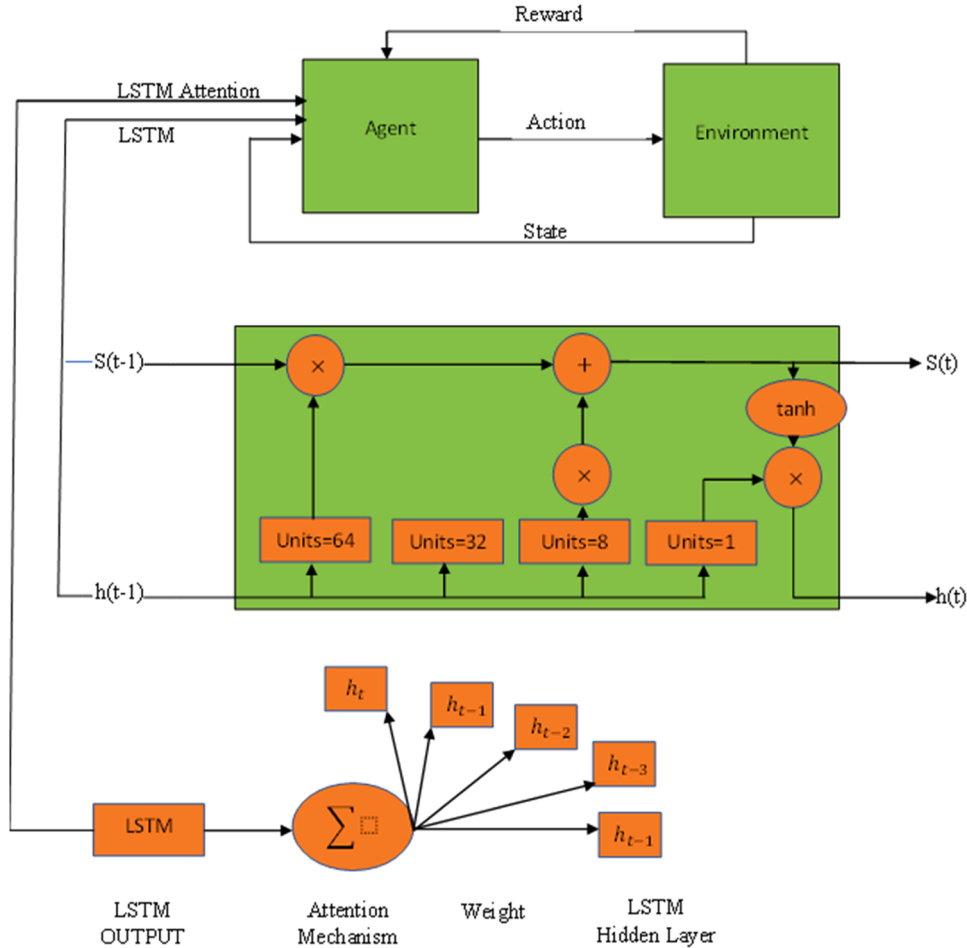 Reward
LSTM Attention
LSTM
Agent
Action
Environment
State
S(t-1)
×
+
S(t)
tanh
×
×
Units=64
Units=32
Units=8
Units=1
h(t-1)
h(t)
h_t
h_{t-1}
h_{t-2}
h_{t-3}
h_{t-1}
LSTM
∑
LSTM
OUTPUT
Attention
Mechanism
Weight
LSTM
Hidden Layer